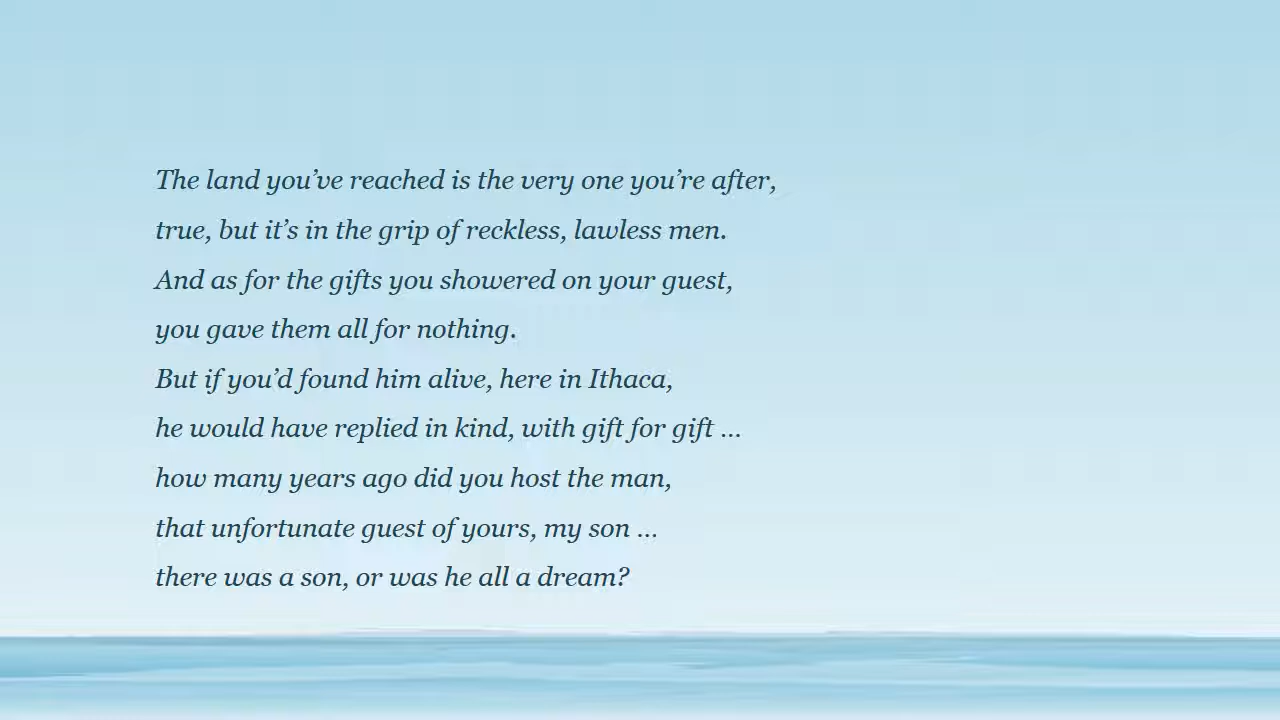 The land you’ve reached is the very one you’re after,
true, but it’s in the grip of reckless, lawless men.
And as for the gifts you showered on your guest,
you gave them all for nothing.
But if you’d found him alive, here in Ithaca,
he would have replied in kind, with gift for gift ...
how many years ago did you host the man,
that unfortunate guest of yours, my son ...
there was a son, or was he all a dream?